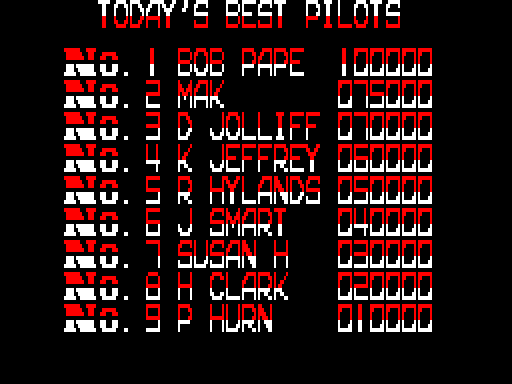 TODAY'S BEST PILOTS
No. 1 BOB PAPE 100000
No. 2 MAK 075000
No. 3 D JOLLIFF 070000
No. 4 K JEFFREY 060000
No. 5 R HYLANDS 050000
No. 6 J SMART 040000
No. 7 SUSAN H 030000
No. 8 H CLARK 020000
No. 9 P HURN 010000